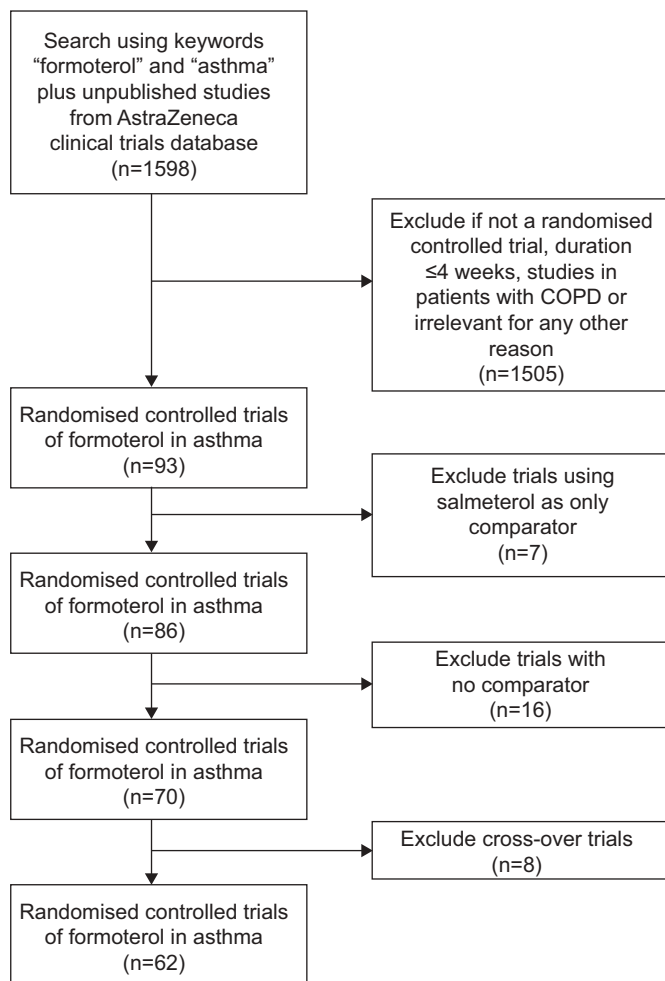 Search using keywords
“formoterol” and “asthma”
plus unpublished studies
from AstraZeneca
clinical trials database
(n=1598)
Exclude if not a randomised
controlled trial, duration
≤4 weeks, studies in
patients with COPD or
irrelevant for any other
reason
(n=1505)
Randomised controlled trials
of formoterol in asthma
(n=93)
Exclude trials using
salmeterol as only
comparator
(n=7)
Randomised controlled trials
of formoterol in asthma
(n=86)
Exclude trials with
no comparator
(n=16)
Randomised controlled trials
of formoterol in asthma
(n=70)
Exclude cross-over trials
(n=8)
Randomised controlled trials
of formoterol in asthma
(n=62)